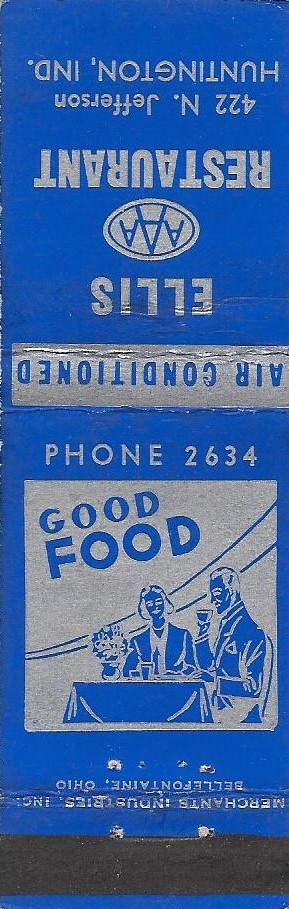 AIR CONDITIONED
ELLIS
AAA
RESTAURANT
422 N. Jefferson
HUNTINGTON, IND.
PHONE 2634
GOOD
FOOD
MERCHANTS INDUSTRIES, INC.
BELLEFONTAINE, OHIO